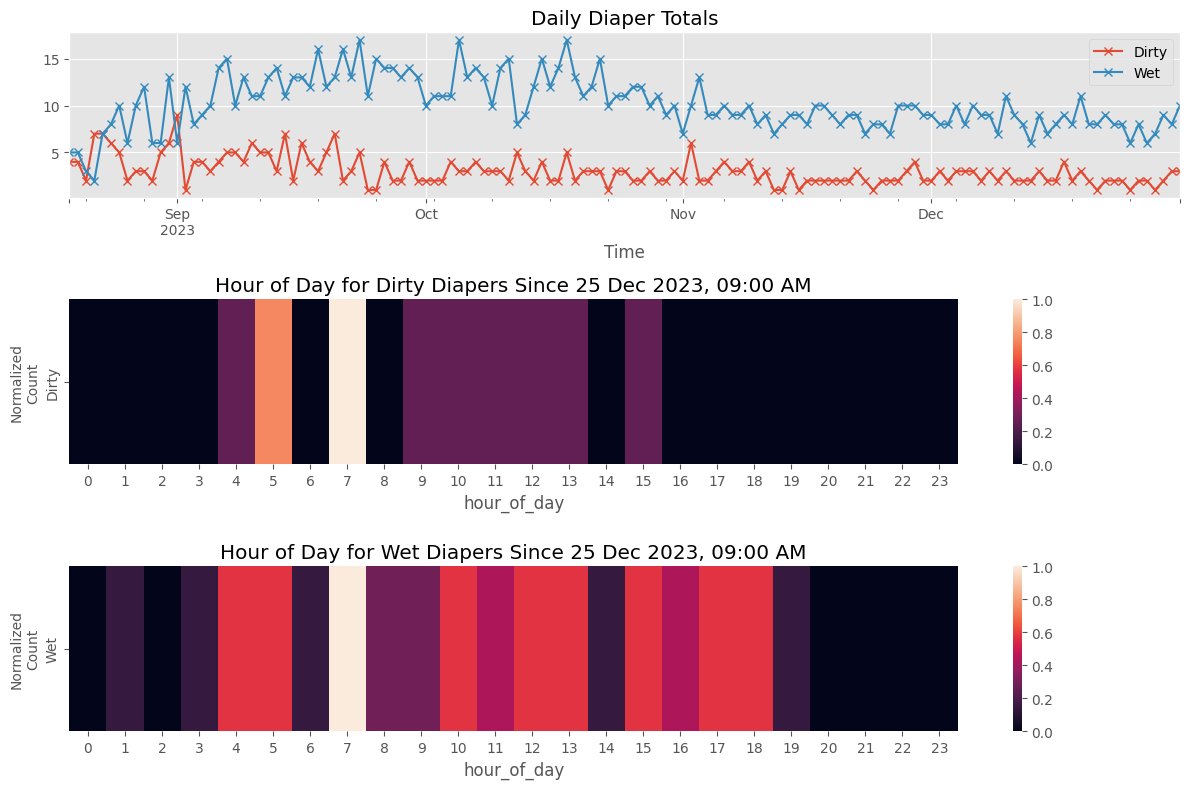 Daily Diaper Totals
15
10
5
Dirty
Wet
Sep
2023
Oct
Nov
Dec
Time
Hour of Day for Dirty Diapers Since 25 Dec 2023, 09:00 AM
Normalized
Count
Dirty
0 1 2 3 4 5 6 7 8 9 10 11 12 13 14 15 16 17 18 19 20 21 22 23
hour_of_day
1.0
0.8
0.6
0.4
0.2
0.0
Hour of Day for Wet Diapers Since 25 Dec 2023, 09:00 AM
Normalized
Count
Wet
0 1 2 3 4 5 6 7 8 9 10 11 12 13 14 15 16 17 18 19 20 21 22 23
hour_of_day
1.0
0.8
0.6
0.4
0.2
0.0